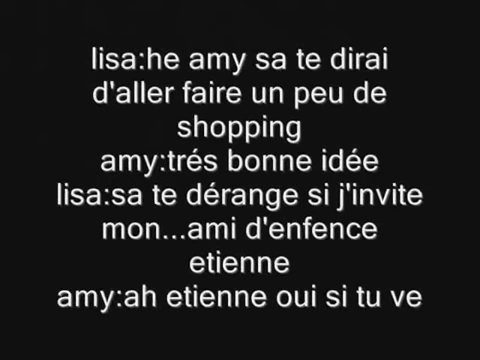 lisa:he amy sa te dirai
d'aller faire un peu de
shopping
amy:trés bonne idée
lisa:sa te dérange si j'invite
mon...ami d'enfence
etienne
amy:ah etienne oui si tu ve